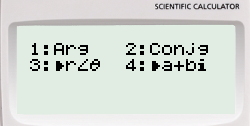 SCIENTIFIC CALCULATOR
1:Arg 2:Conjg
3:▶r∠θ 4:▶a+bi